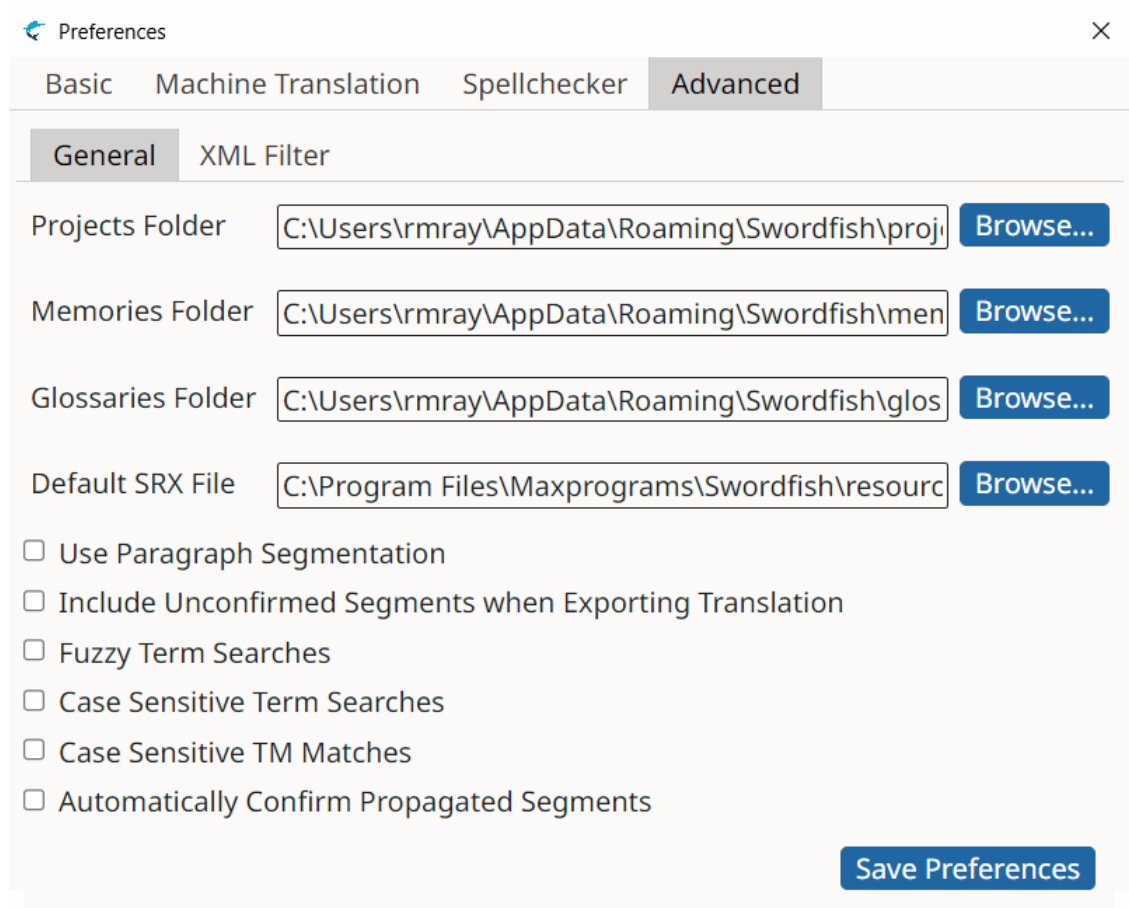 Preferences
Basic Machine Translation Spellchecker Advanced
General XML Filter
Projects Folder C:\Users\rmray\AppData\Roaming\Swordfish\proj Browse...
Memories Folder C:\Users\rmray\AppData\Roaming\Swordfish\mem Browse...
Glossaries Folder C:\Users\rmray\AppData\Roaming\Swordfish\glos Browse...
Default SRX File C:\Program Files\Maxprograms\Swordfish\resourc Browse...
Use Paragraph Segmentation
Include Unconfirmed Segments when Exporting Translation
Fuzzy Term Searches
Case Sensitive Term Searches
Case Sensitive TM Matches
Automatically Confirm Propagated Segments
Save Preferences